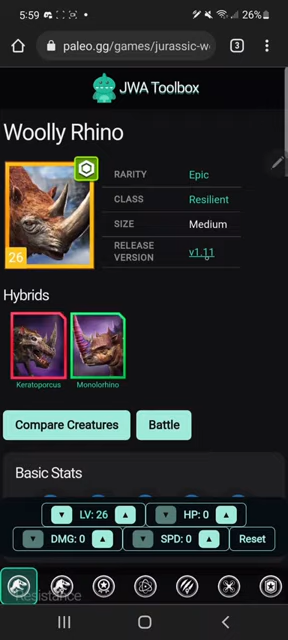 5:59
26%
paleo.gg/games/jurassic-w
3
JWA Toolbox
Woolly Rhino
26
RARITY Epic
CLASS Resilient
SIZE Medium
RELEASE VERSION v1.11
Hybrids
Keratoporcus Monolorhino
Compare Creatures Battle
Basic Stats
LV: 26 HP: 0
DMG: 0 SPD: 0 Reset
Resistance